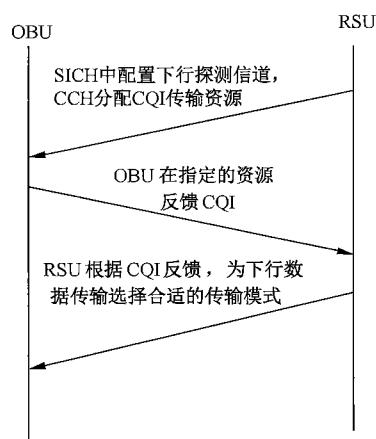 OBU
RSU
SICH中配置下行探测信道，
CCH分配CQI传输资源
OBU 在指定的资源
反馈 CQI
RSU 根据 CQI 反馈，为下行数
据传输选择合适的传输模式